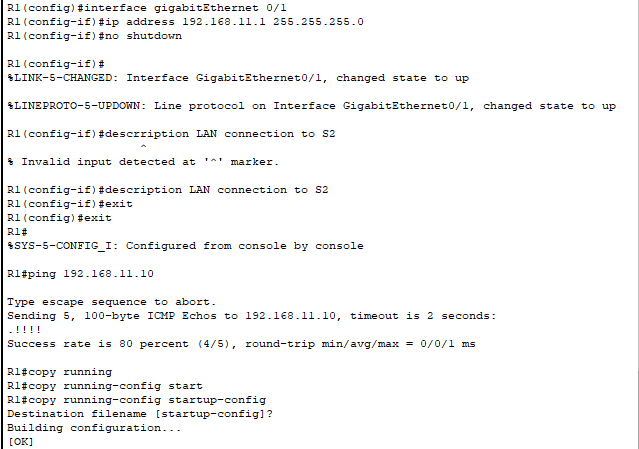 R1(config)#interface gigabitEthernet 0/1
R1(config-if)#ip address 192.168.11.1 255.255.255.0
R1(config-if)#no shutdown
R1(config-if)#
%LINK-5-CHANGED: Interface GigabitEthernet0/1, changed state to up
%LINEPROTO-5-UPDOWN: Line protocol on Interface GigabitEthernet0/1, changed state to up
R1(config-if)#descrription LAN connection to S2
^
% Invalid input detected at '^' marker.
R1(config-if)#description LAN connection to S2
R1(config-if)#exit
R1(config)#exit
R1#
%SYS-5-CONFIG_I: Configured from console by console
R1#ping 192.168.11.10
Type escape sequence to abort.
Sending 5, 100-byte ICMP Echos to 192.168.11.10, timeout is 2 seconds:
.!!!!
Success rate is 80 percent (4/5), round-trip min/avg/max = 0/0/1 ms
R1#copy running
R1#copy running-config start
R1#copy running-config startup-config
Destination filename [startup-config]?
Building configuration...
[OK]